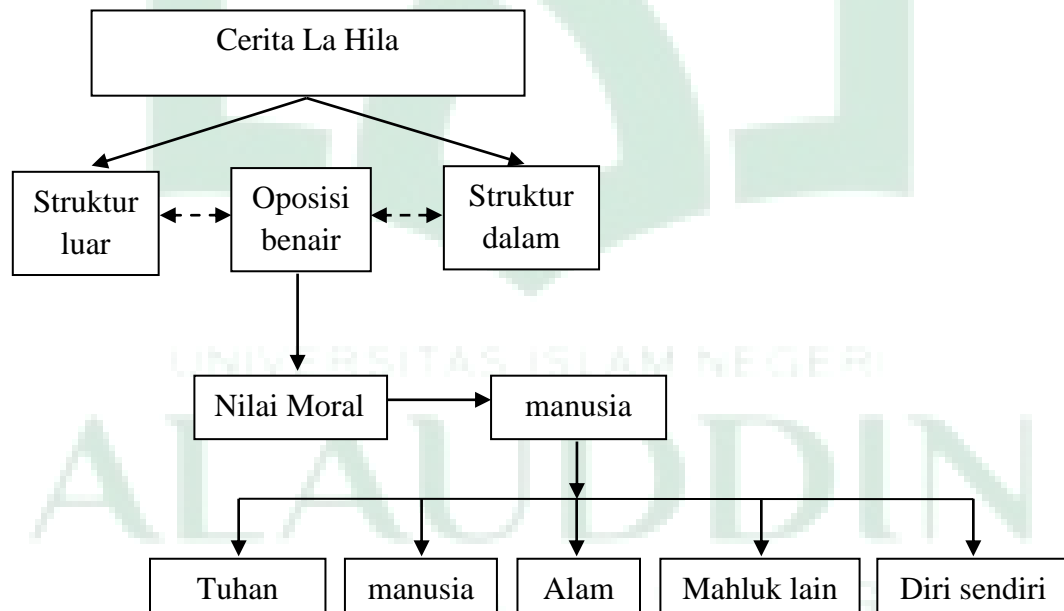 Cerita La Hila
Struktur
luar
Oposisi
benair
Struktur
dalam
UNIVERSITAS ISLAM NEGERI
Nilai Moral
manusia
ALAUDDIN
Tuhan
manusia
Alam
Mahluk lain
Diri sendiri